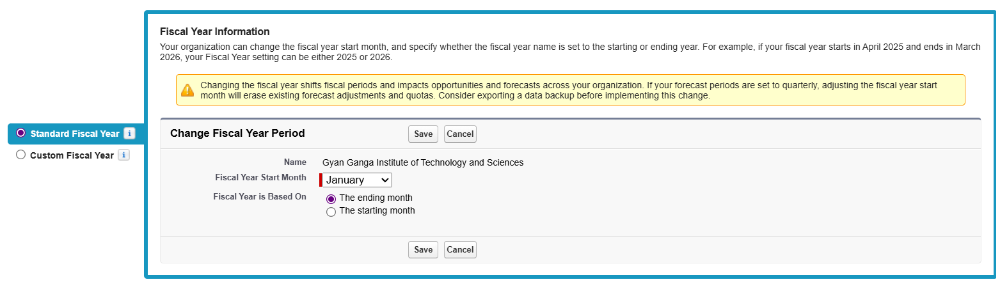 Fiscal Year Information
Your organization can change the fiscal year start month, and specify whether the fiscal year name is set to the starting or ending year. For example, if your fiscal year starts in April 2025 and ends in March
2026, your Fiscal Year setting can be either 2025 or 2026.
Changing the fiscal year shifts fiscal periods and impacts opportunities and forecasts across your organization. If your forecast periods are set to quarterly, adjusting the fiscal year start
month will erase existing forecast adjustments and quotas. Consider exporting a data backup before implementing this change.
Standard Fiscal Year i
Custom Fiscal Year i
Change Fiscal Year Period Save Cancel
Name Gyan Ganga Institute of Technology and Sciences
Fiscal Year Start Month January
Fiscal Year is Based On The ending month
The starting month
Save Cancel